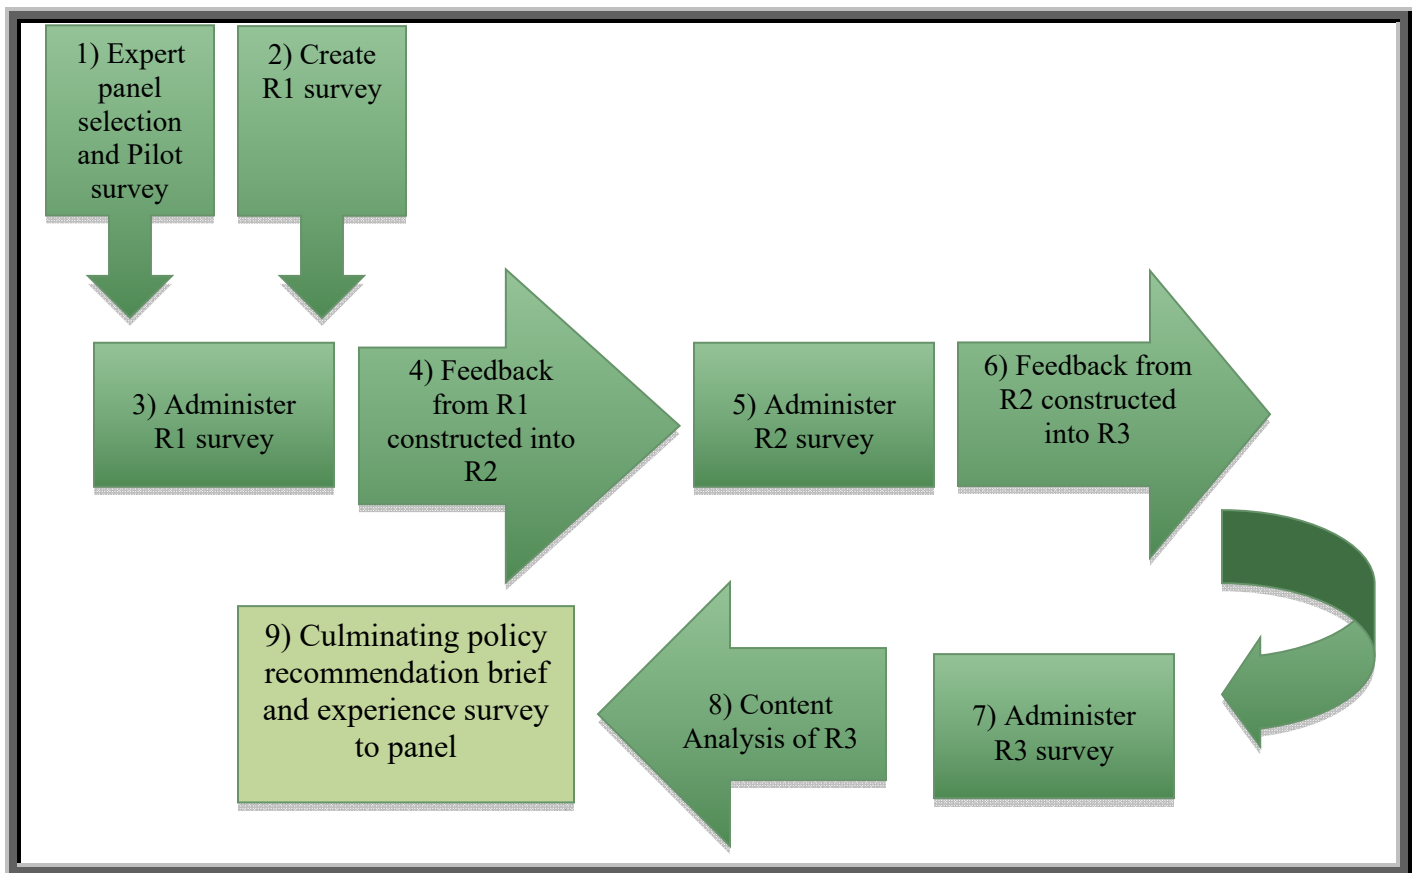 1) Expert
panel
selection
and Pilot
survey
2) Create
R1 survey
3) Administer
R1 survey
4) Feedback
from R1
constructed into
R2
5) Administer
R2 survey
6) Feedback from
R2 constructed
into R3
7) Administer
R3 survey
8) Content
Analysis of R3
9) Culminating policy
recommendation brief
and experience survey
to panel